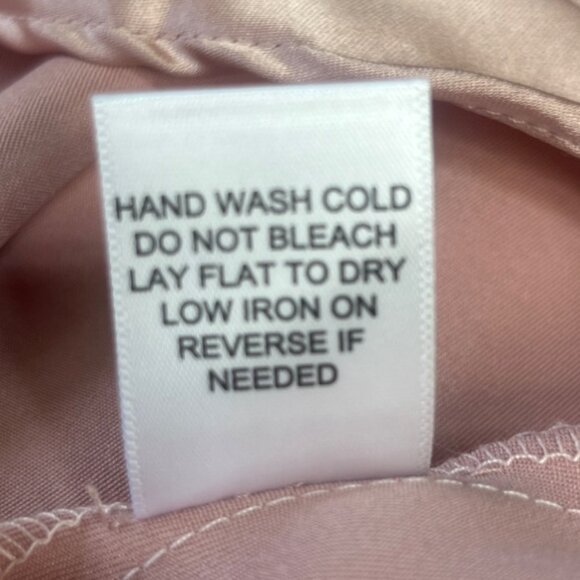 HAND WASH COLD
DO NOT BLEACH
LAY FLAT TO DRY
LOW IRON ON
REVERSE IF
NEEDED